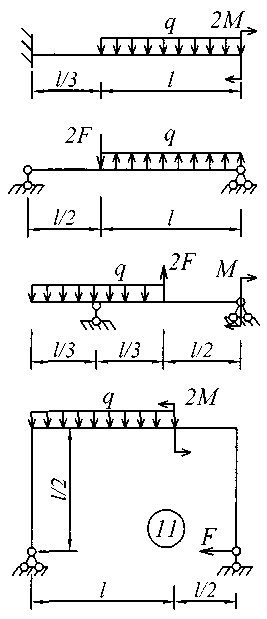 q 2M
l/3 l
2F q
l/2 l
q 2F M
l/3 l/3 l/2
q 2M
l/2
11 F
l l/2